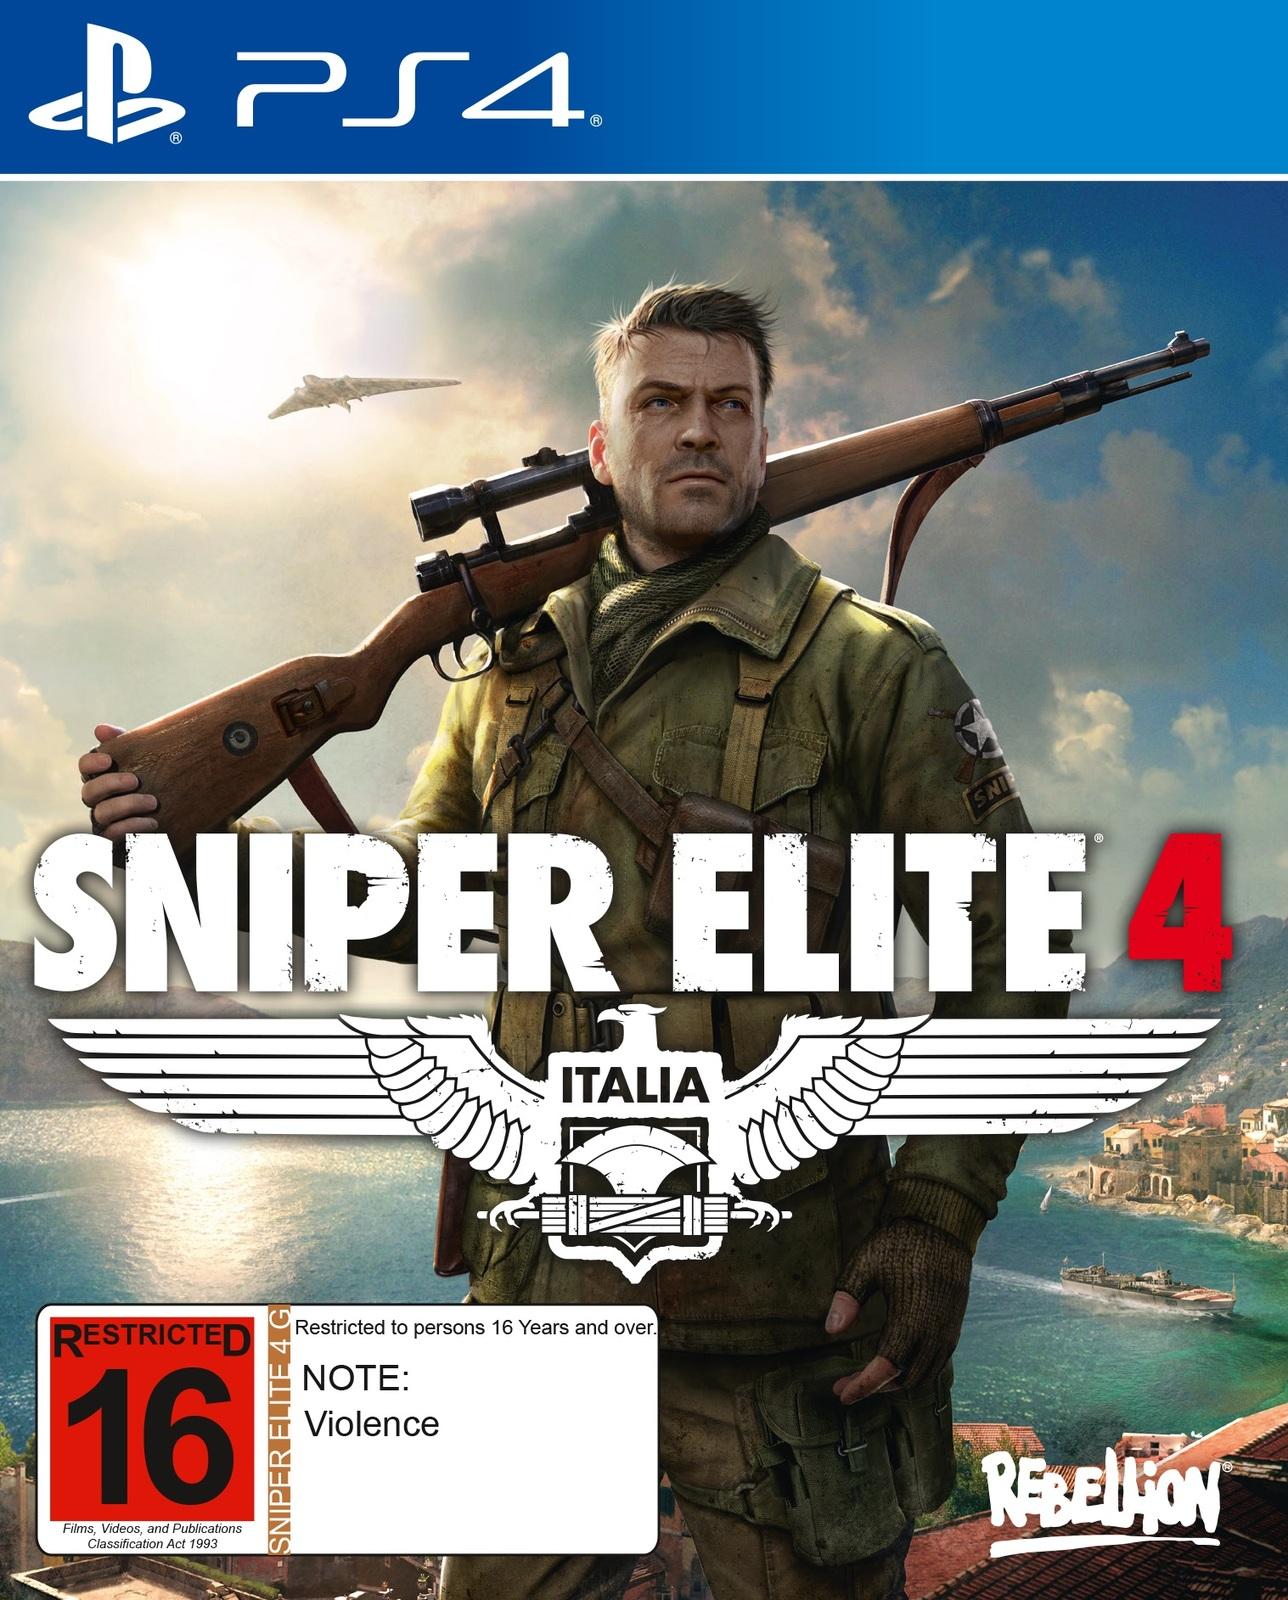 PS4®
SNIPER ELITE® 4
ITALIA
RESTRICTED
16
Films, Videos, and Publications
Classification Act 1993
SNIPER ELITE 4 G
Restricted to persons 16 Years and over.
NOTE:
Violence
REBELLION®